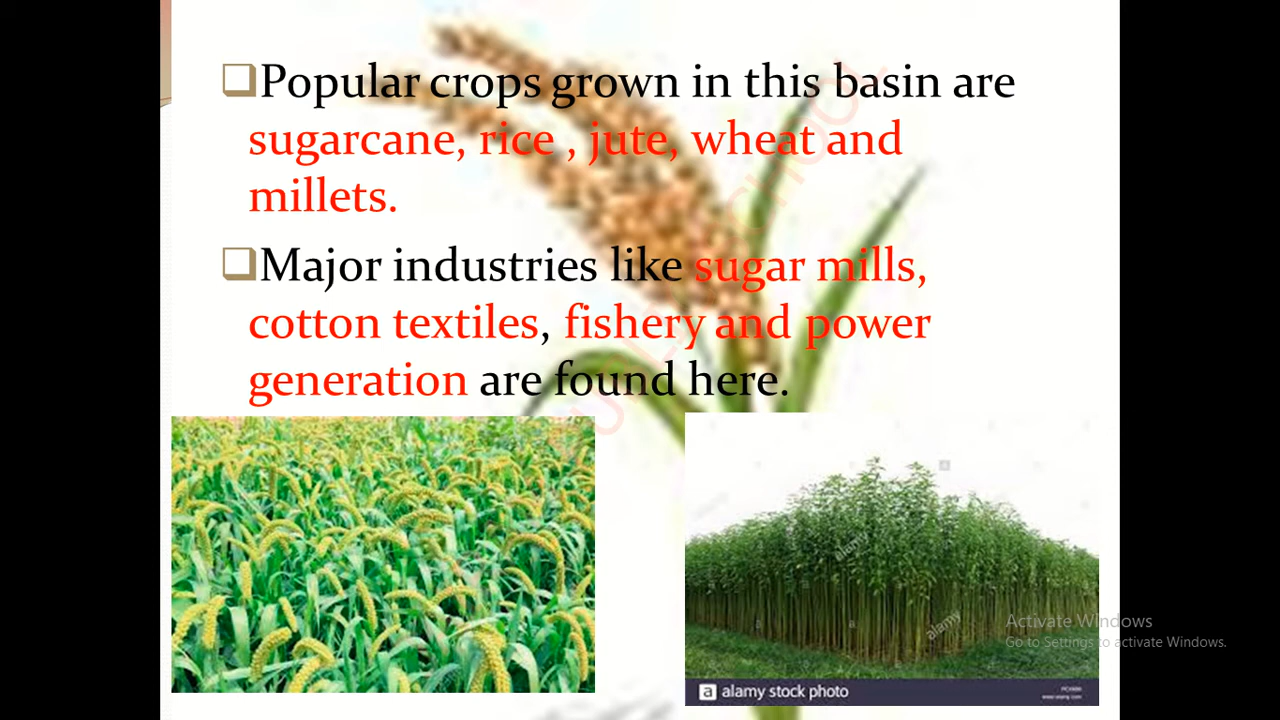 Popular crops grown in this basin are
sugarcane, rice , jute, wheat and
millets.
Major industries like sugar mills,
cotton textiles, fishery and power
generation are found here.
alamy
alamy
a alamy stock photo
Activate Windows
Go to Settings to activate Windows.